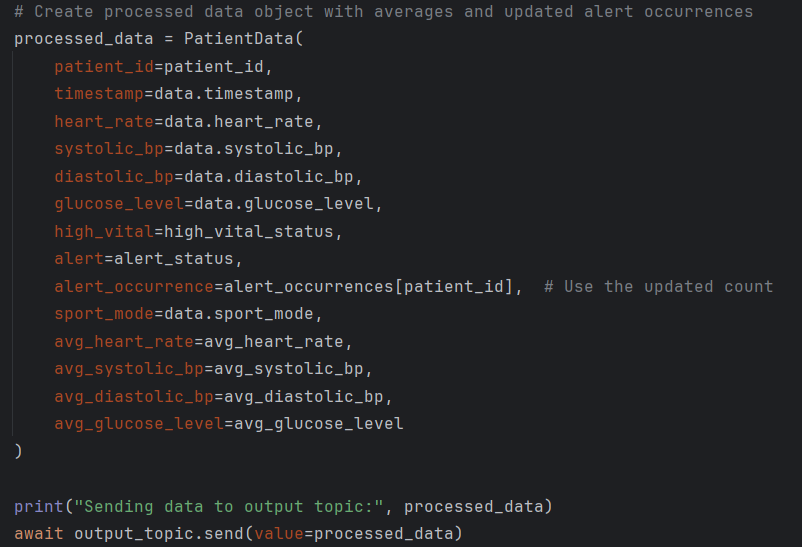 # Create processed data object with averages and updated alert occurrences
processed_data = PatientData(
    patient_id=patient_id,
    timestamp=data.timestamp,
    heart_rate=data.heart_rate,
    systolic_bp=data.systolic_bp,
    diastolic_bp=data.diastolic_bp,
    glucose_level=data.glucose_level,
    high_vital=high_vital_status,
    alert=alert_status,
    alert_occurrence=alert_occurrences[patient_id],  # Use the updated count
    sport_mode=data.sport_mode,
    avg_heart_rate=avg_heart_rate,
    avg_systolic_bp=avg_systolic_bp,
    avg_diastolic_bp=avg_diastolic_bp,
    avg_glucose_level=avg_glucose_level
)
print("Sending data to output topic:", processed_data)
await output_topic.send(value=processed_data)